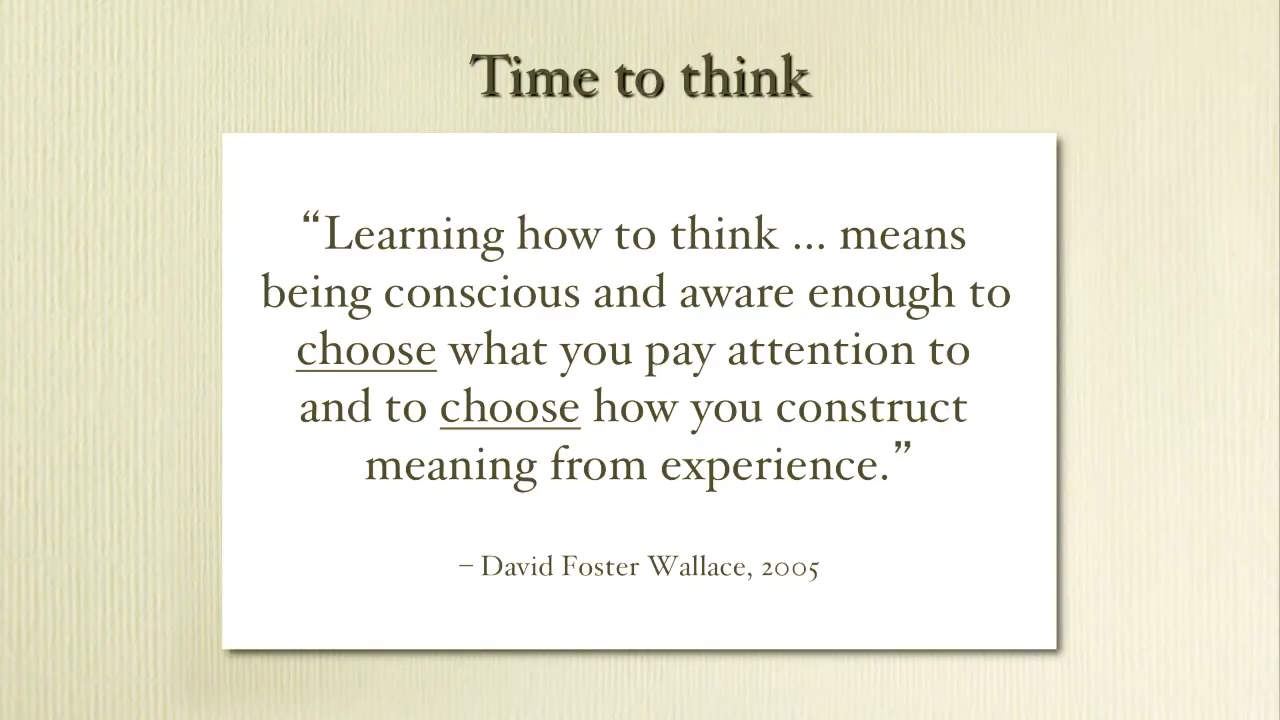 Time to think
“Learning how to think ... means
being conscious and aware enough to
choose what you pay attention to
and to choose how you construct
meaning from experience.”
– David Foster Wallace, 2005